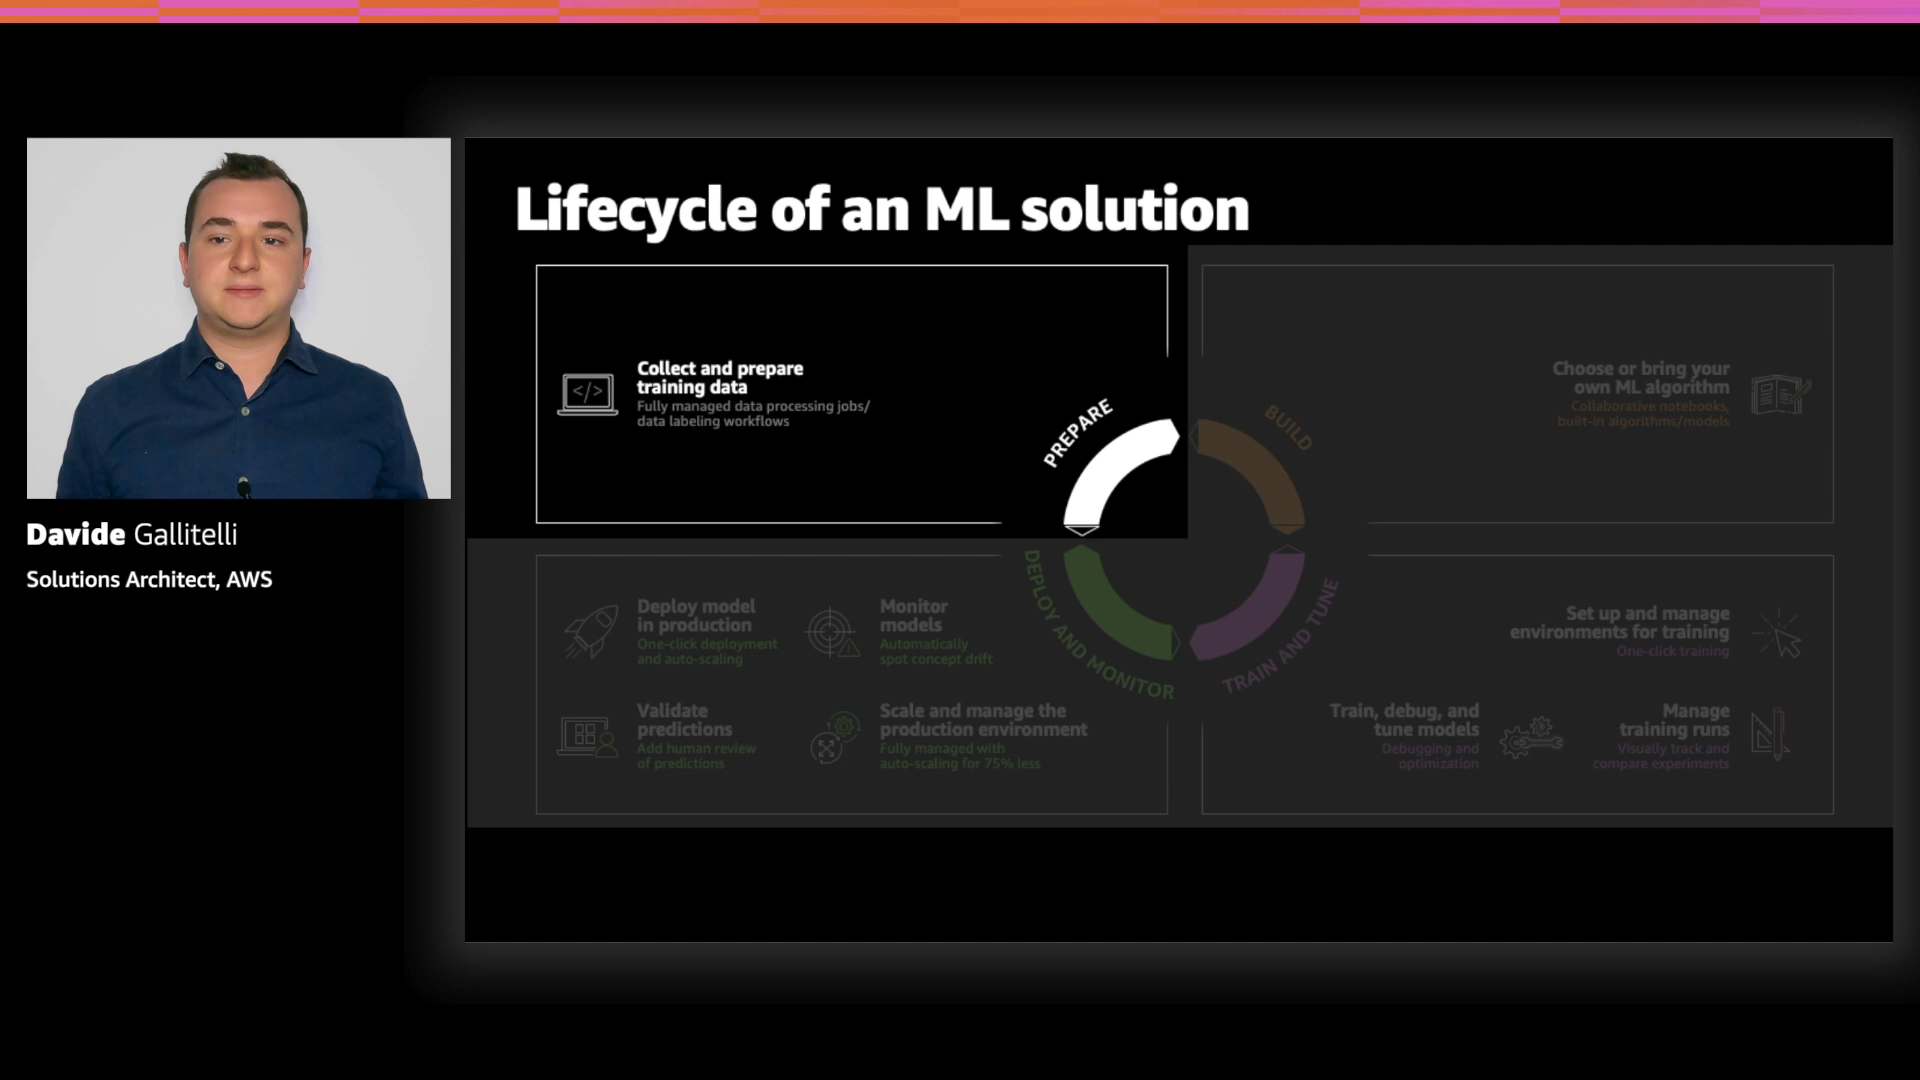 Lifecycle of an ML solution
Collect and prepare
training data
Fully managed data processing jobs/
data labeling workflows
PREPARE
BUILD
Choose or bring your
own ML algorithm
Collaborative notebooks,
built-in algorithms/models
Davide Gallitelli
Solutions Architect, AWS
Deploy model
in production
One-click deployment
and auto-scaling
Monitor
models
Automatically
spot concept drift
Validate
predictions
Add human review
of predictions
Scale and manage the
production environment
Fully managed with
auto-scaling for 75% less
DEPLOY AND MONITOR
TRAIN AND TUNE
Set up and manage
environments for training
One-click training
Train, debug, and
tune models
Debugging and
optimization
Manage
training runs
Visually track and
compare experiments